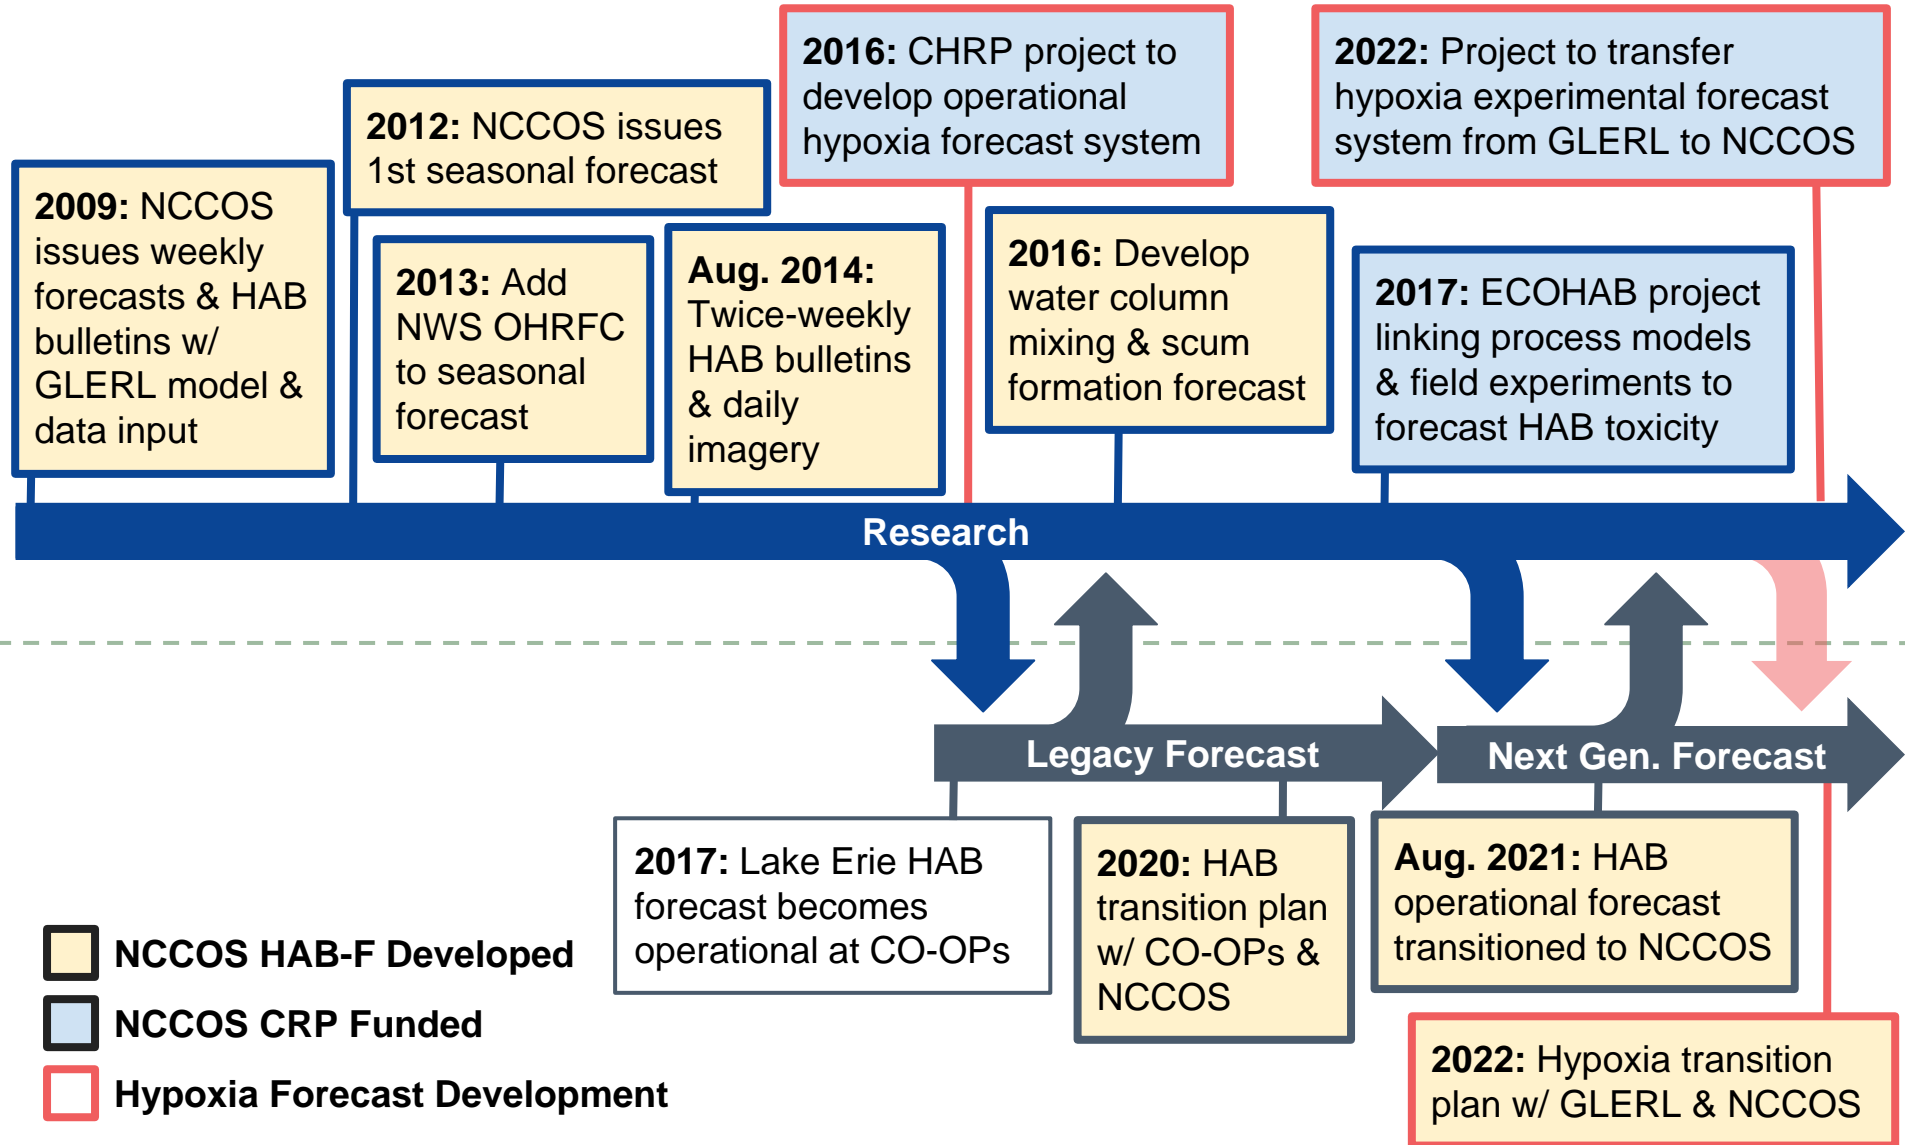 2009: NCCOS
issues weekly
forecasts & HAB
bulletins w/
GLERL model &
data input
2012: NCCOS issues
1st seasonal forecast
2013: Add
NWS OHRFC
to seasonal
forecast
Aug. 2014:
Twice-weekly
HAB bulletins
& daily
imagery
2016: CHRP project to
develop operational
hypoxia forecast system
2016: Develop
water column
mixing & scum
formation forecast
2022: Project to transfer
hypoxia experimental forecast
system from GLERL to NCCOS
2017: ECOHAB project
linking process models
& field experiments to
forecast HAB toxicity
Research
Legacy Forecast
Next Gen. Forecast
2017: Lake Erie HAB
forecast becomes
operational at CO-OPs
2020: HAB
transition plan
w/ CO-OPs &
NCCOS
Aug. 2021: HAB
operational forecast
transitioned to NCCOS
2022: Hypoxia transition
plan w/ GLERL & NCCOS
NCCOS HAB-F Developed
NCCOS CRP Funded
Hypoxia Forecast Development